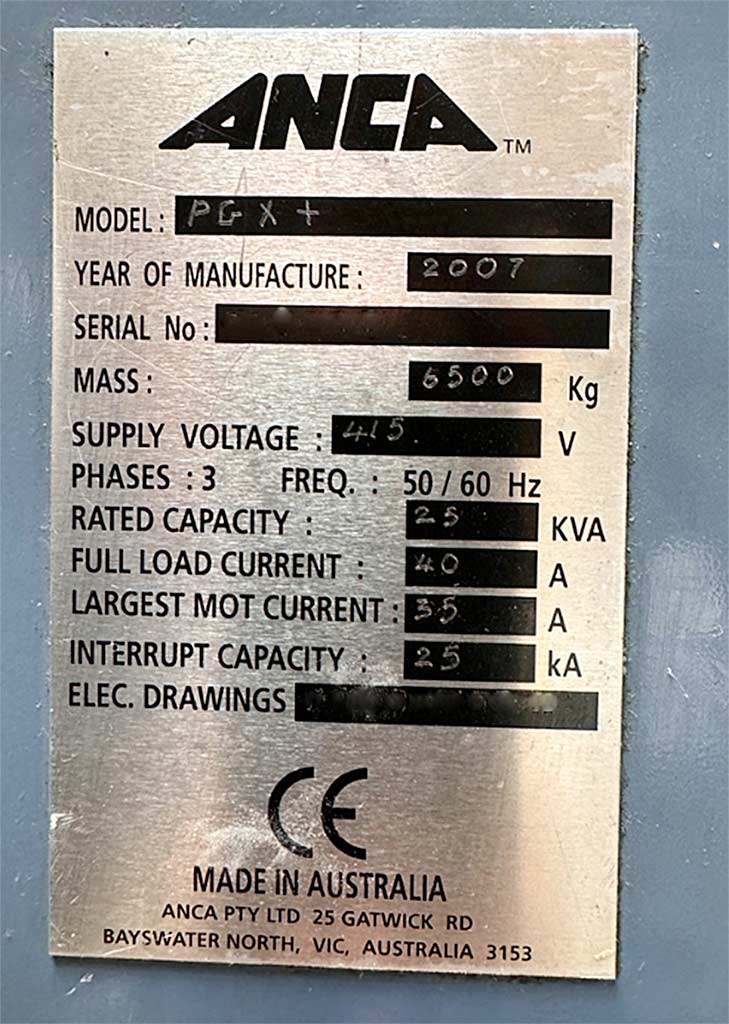 ANCA™
MODEL: PGX+
YEAR OF MANUFACTURE: 2007
SERIAL No:
MASS: 6500 Kg
SUPPLY VOLTAGE: 415 V
PHASES: 3 FREQ.: 50 / 60 Hz
RATED CAPACITY: 25 KVA
FULL LOAD CURRENT: 40 A
LARGEST MOT CURRENT: 35 A
INTERRUPT CAPACITY: 25 kA
ELEC. DRAWINGS
CE
MADE IN AUSTRALIA
ANCA PTY LTD 25 GATWICK RD
BAYSWATER NORTH, VIC, AUSTRALIA 3153